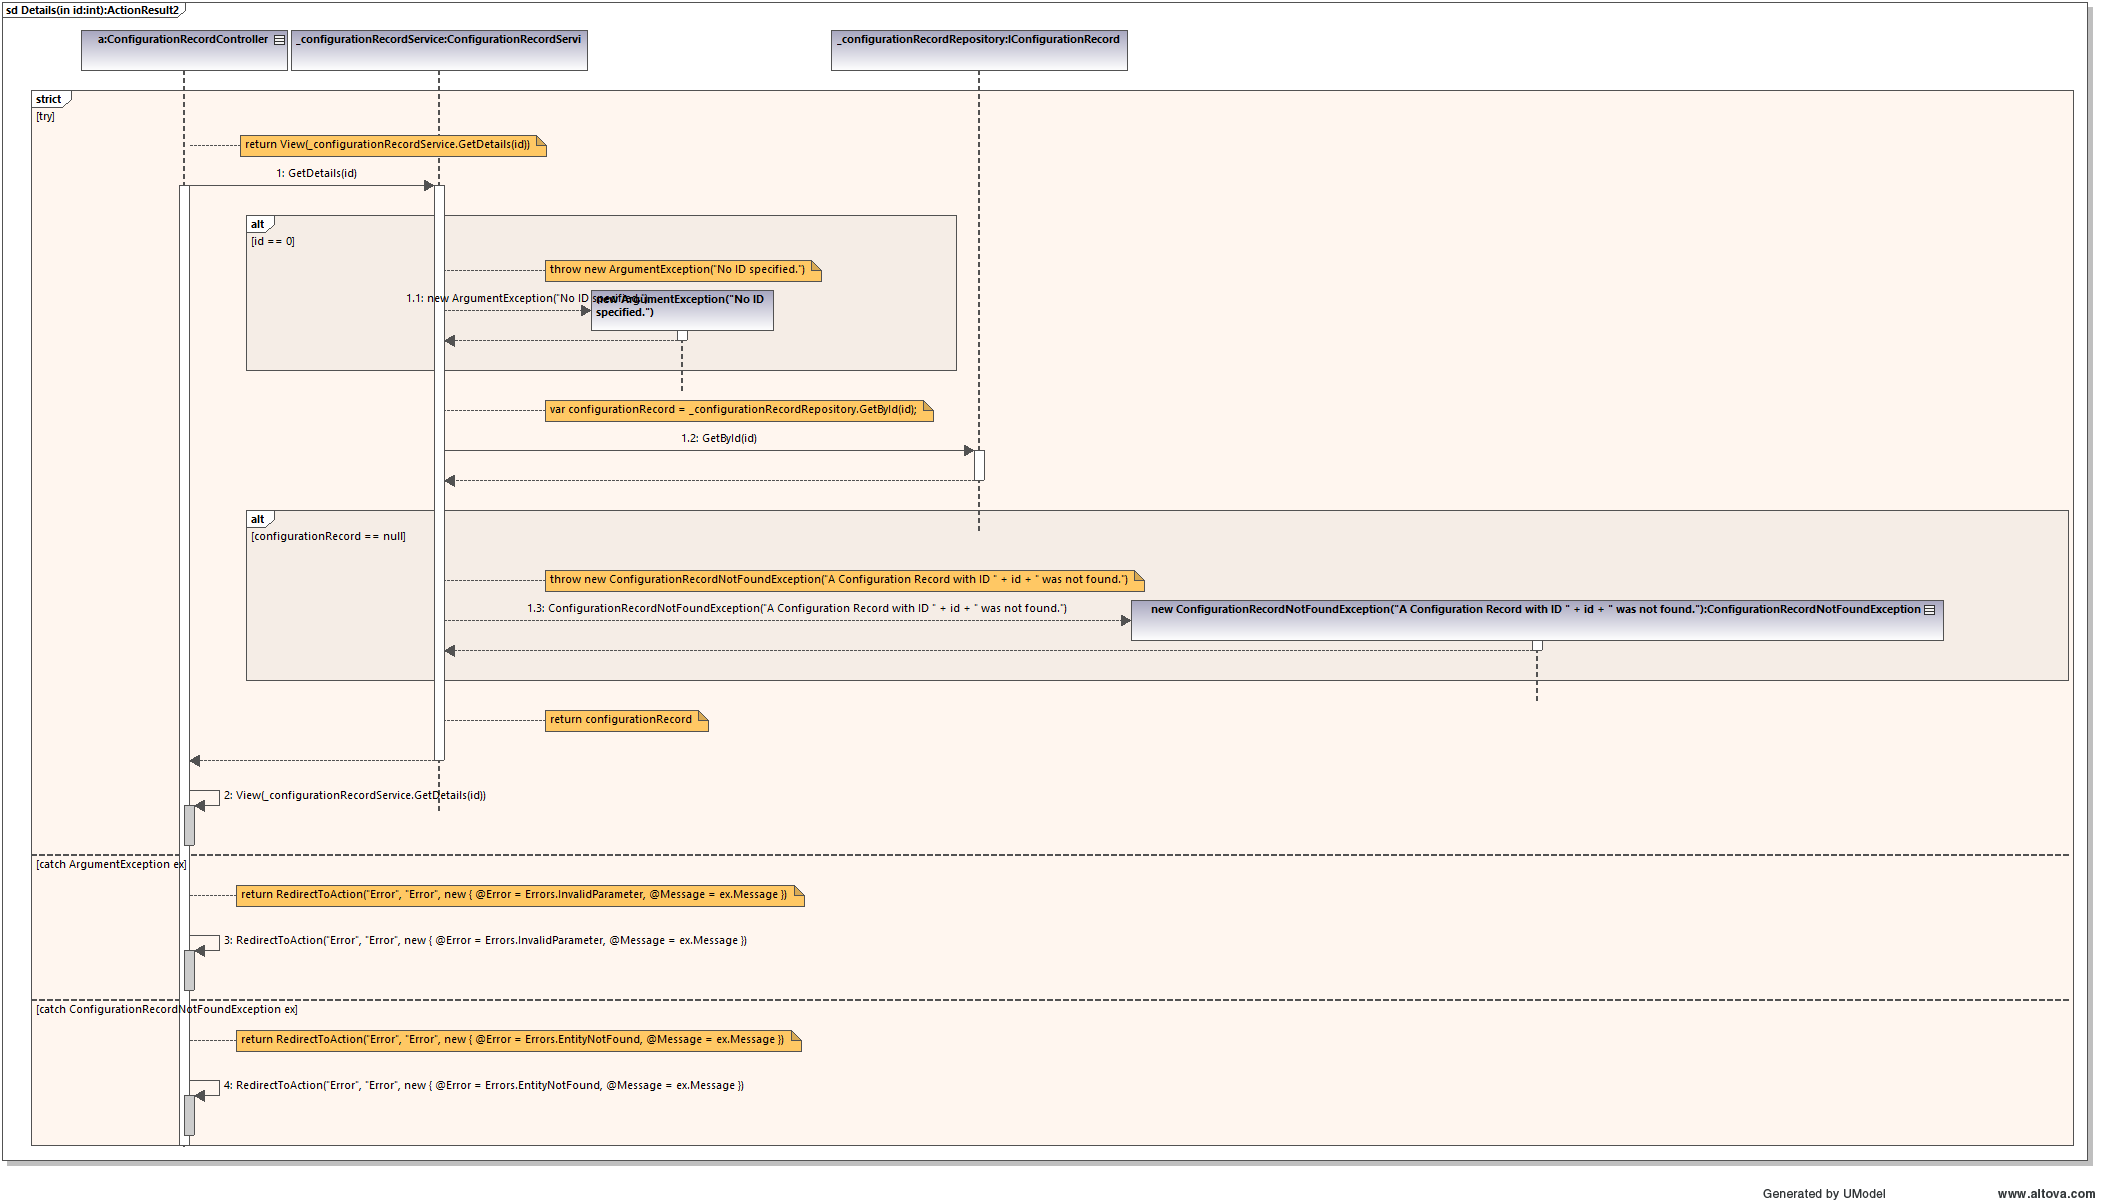 sd Details(in id:int):ActionResult2
a:ConfigurationRecordController
_configurationRecordService:ConfigurationRecordServi
_configurationRecordRepository:IConfigurationRecord
strict
[try]
return View(_configurationRecordService.GetDetails(id))
1: GetDetails(id)
alt
[id == 0]
throw new ArgumentException("No ID specified.")
1.1: new ArgumentException("No ID specified.")
new ArgumentException("No ID
specified.")
var configurationRecord = _configurationRecordRepository.GetById(id);
1.2: GetById(id)
alt
[configurationRecord == null]
throw new ConfigurationRecordNotFoundException("A Configuration Record with ID " + id + " was not found.")
1.3: ConfigurationRecordNotFoundException("A Configuration Record with ID " + id + " was not found.")
new ConfigurationRecordNotFoundException("A Configuration Record with ID " + id + " was not found."):ConfigurationRecordNotFoundException
return configurationRecord
2: View(_configurationRecordService.GetDetails(id))
[catch ArgumentException ex]
return RedirectToAction("Error", "Error", new { @Error = Errors.InvalidParameter, @Message = ex.Message })
3: RedirectToAction("Error", "Error", new { @Error = Errors.InvalidParameter, @Message = ex.Message })
[catch ConfigurationRecordNotFoundException ex]
return RedirectToAction("Error", "Error", new { @Error = Errors.EntityNotFound, @Message = ex.Message })
4: RedirectToAction("Error", "Error", new { @Error = Errors.EntityNotFound, @Message = ex.Message })
Generated by UModel
www.altova.com